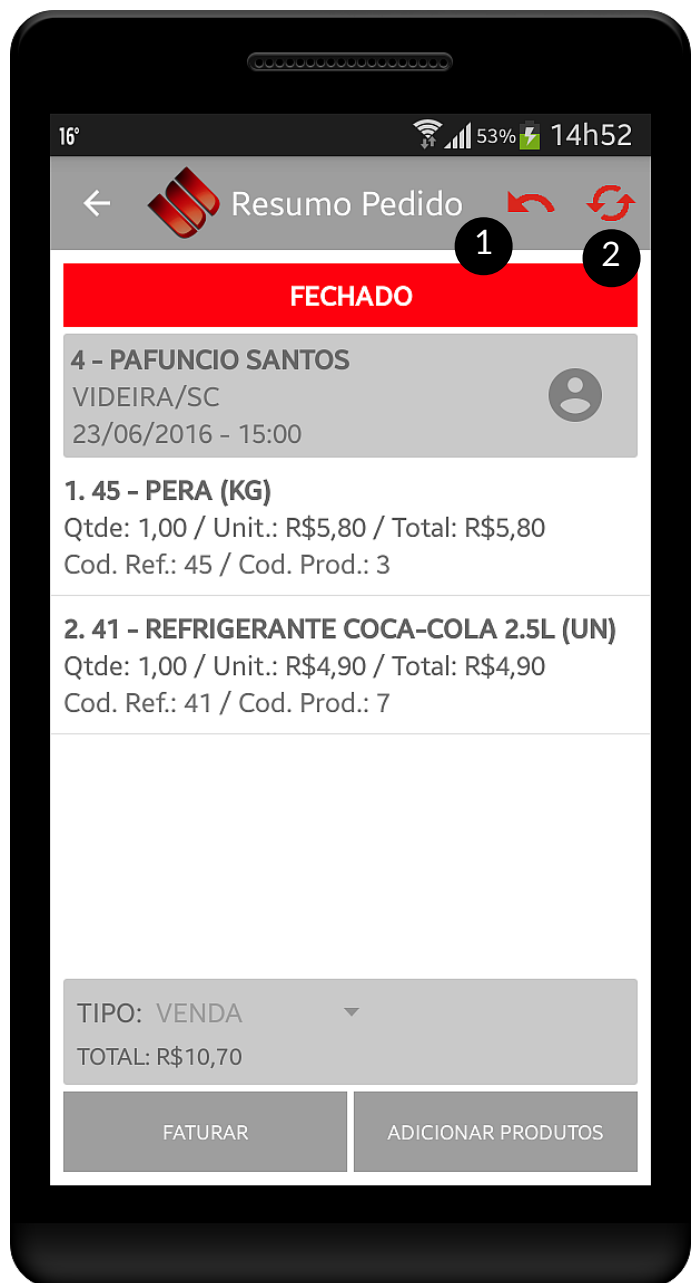 16°
53%
14h52
Resumo Pedido
1
2
FECHADO
4 - PAFUNCIO SANTOS
VIDEIRA/SC
23/06/2016 - 15:00
1. 45 - PERA (KG)
Qtde: 1,00 / Unit.: R$5,80 / Total: R$5,80
Cod. Ref.: 45 / Cod. Prod.: 3
2. 41 - REFRIGERANTE COCA-COLA 2.5L (UN)
Qtde: 1,00 / Unit.: R$4,90 / Total: R$4,90
Cod. Ref.: 41 / Cod. Prod.: 7
TIPO: VENDA
TOTAL: R$10,70
FATURAR
ADICIONAR PRODUTOS